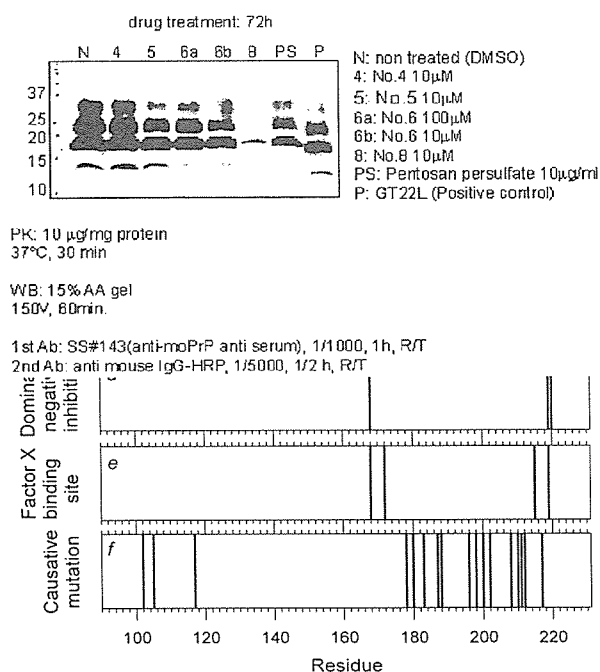 drug treatment: 72h
N 4 5 6a 6b 8 PS P
37
25
20
15
10
N: non treated (DMSO)
4: No.4 10µM
5: No.5 10µM
6a: No.6 100µM
6b: No.6 10µM
8: No.8 10µM
PS: Pentosan persulfate 10µg/ml
P: GT22L (Positive control)
PK: 10 µg/mg protein
37°C, 30 min
WB: 15% AA gel
150V, 60min.
1st Ab: SS#143(anti-moPrP anti serum), 1/1000, 1h, R/T
2nd Ab: anti mouse IgG-HRP, 1/5000, 1/2 h, R/T
negati
inhibiti
Factor X
binding
site
e
Causative
mutation
f
100 120 140 160 180 200 220
Residue